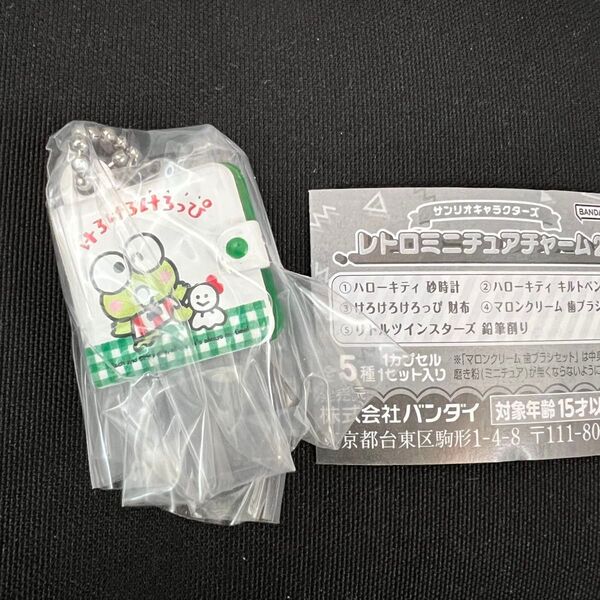 けろけろけろっぴ
サンリオキャラクターズ
BANDA
レトロミニチュアチャーム2
①ハローキティ 砂時計 ②ハローキティ キルトペン
③けろけろけろっぴ 財布 ④マロンクリーム 歯ブラシ
⑤リトルツインスターズ 鉛筆削り
5種 1カプセル
1セット入り
※「マロンクリーム 歯ブラシセット」は中身
磨き粉(ミニチュア)が無くならないように
株式会社バンダイ 対象年齢15才以
京都台東区駒形1-4-8 〒111-80